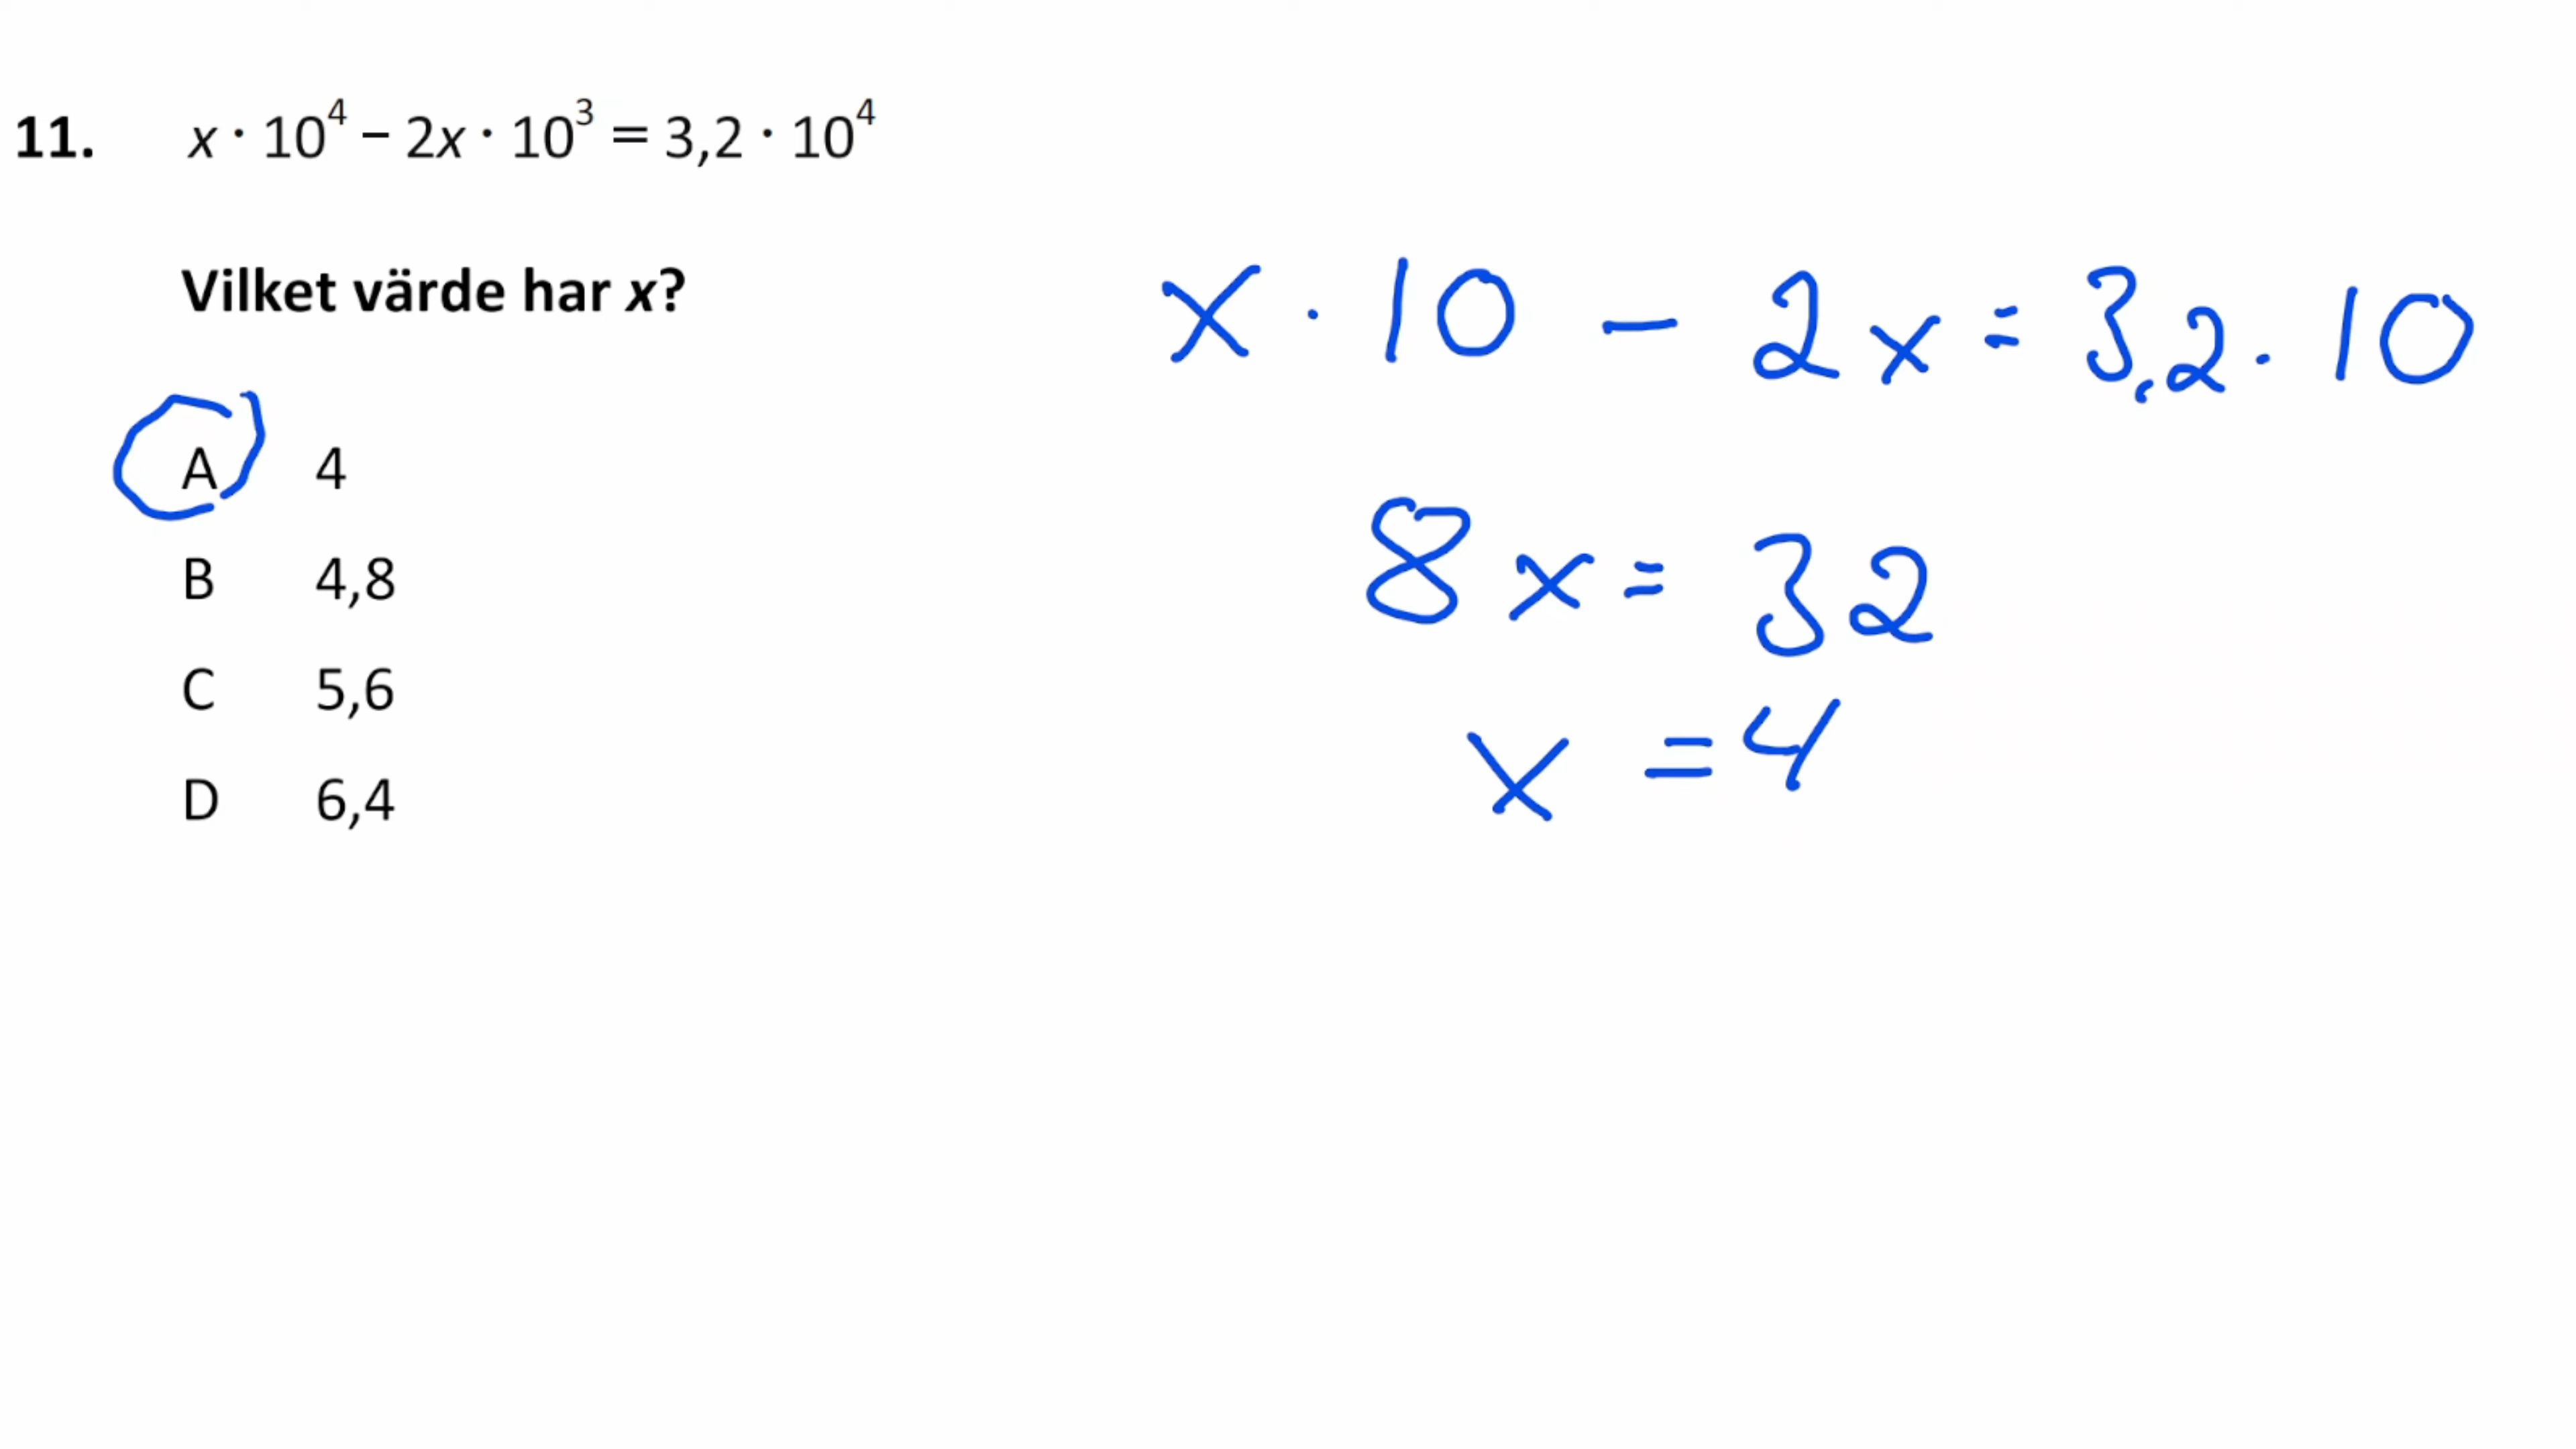 11. x · 10⁴ − 2x · 10³ = 3,2 · 10⁴
Vilket värde har x?
A 4
B 4,8
C 5,6
D 6,4
x · 10 − 2x = 3,2 · 10
8x = 32
x = 4